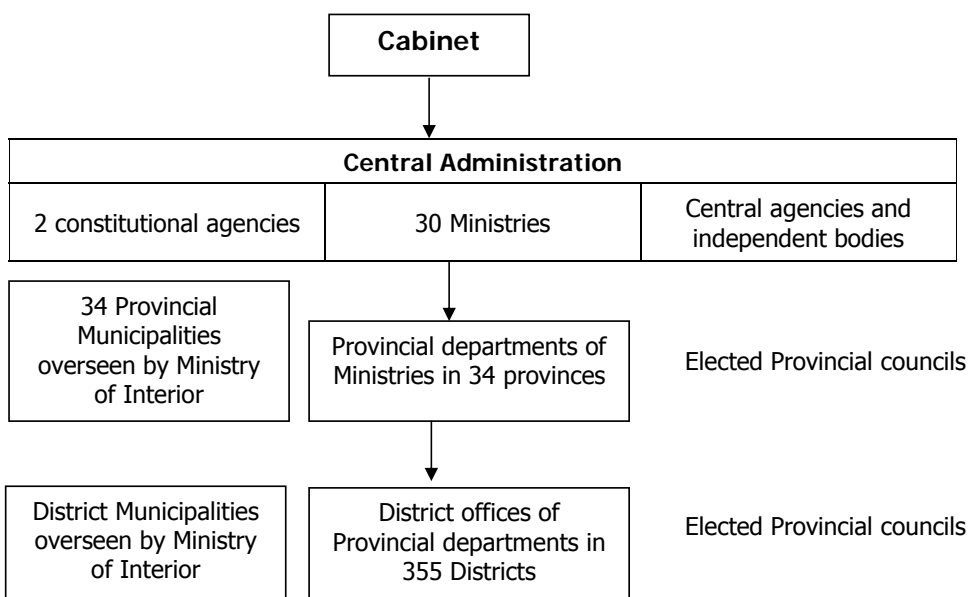 Cabinet
Central Administration
2 constitutional agencies
30 Ministries
Central agencies and
independent bodies
34 Provincial
Municipalities
overseen by Ministry
of Interior
Provincial departments of
Ministries in 34 provinces
Elected Provincial councils
District Municipalities
overseen by Ministry
of Interior
District offices of
Provincial departments in
355 Districts
Elected Provincial councils